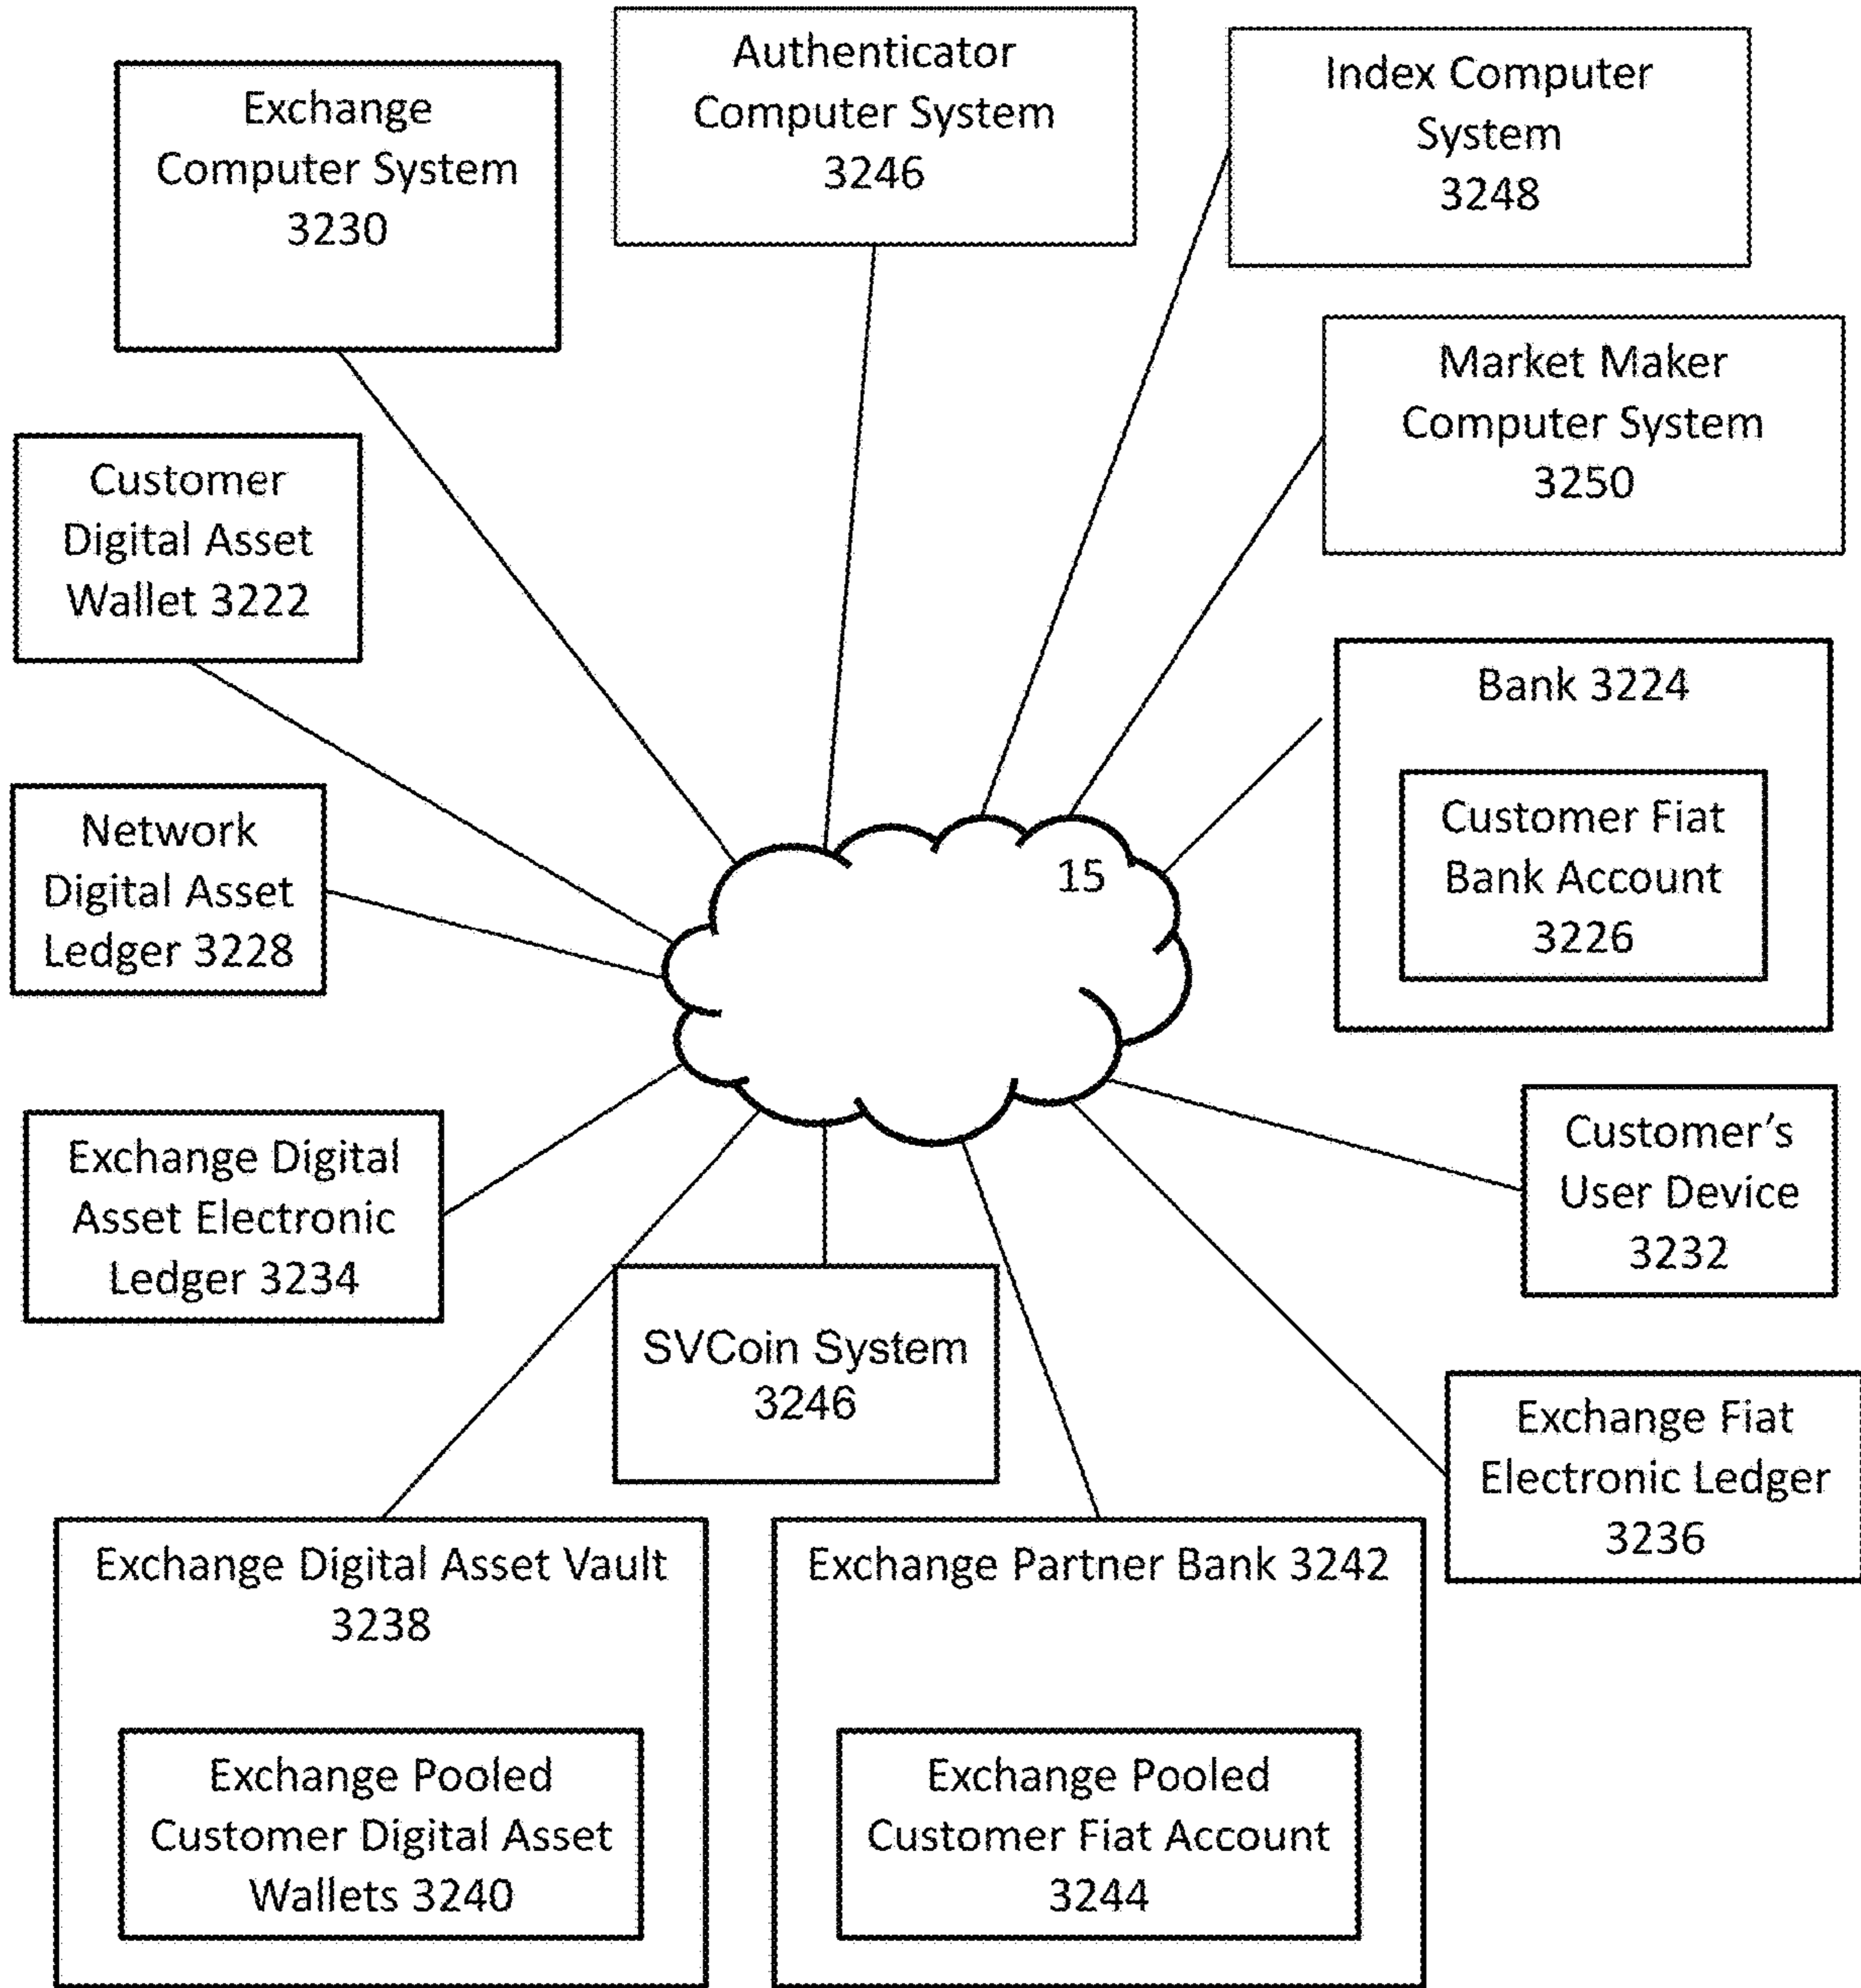 Exchange
Computer System
3230
Authenticator
Computer System
3246
Index Computer
System
3248
Market Maker
Computer System
3250
Customer
Digital Asset
Wallet 3222
Bank 3224
Customer Fiat
Bank Account
3226
Network
Digital Asset
Ledger 3228
15
Customer's
User Device
3232
Exchange Digital
Asset Electronic
Ledger 3234
SVCoin System
3246
Exchange Fiat
Electronic Ledger
3236
Exchange Digital Asset Vault
3238
Exchange Pooled
Customer Digital Asset
Wallets 3240
Exchange Partner Bank 3242
Exchange Pooled
Customer Fiat Account
3244